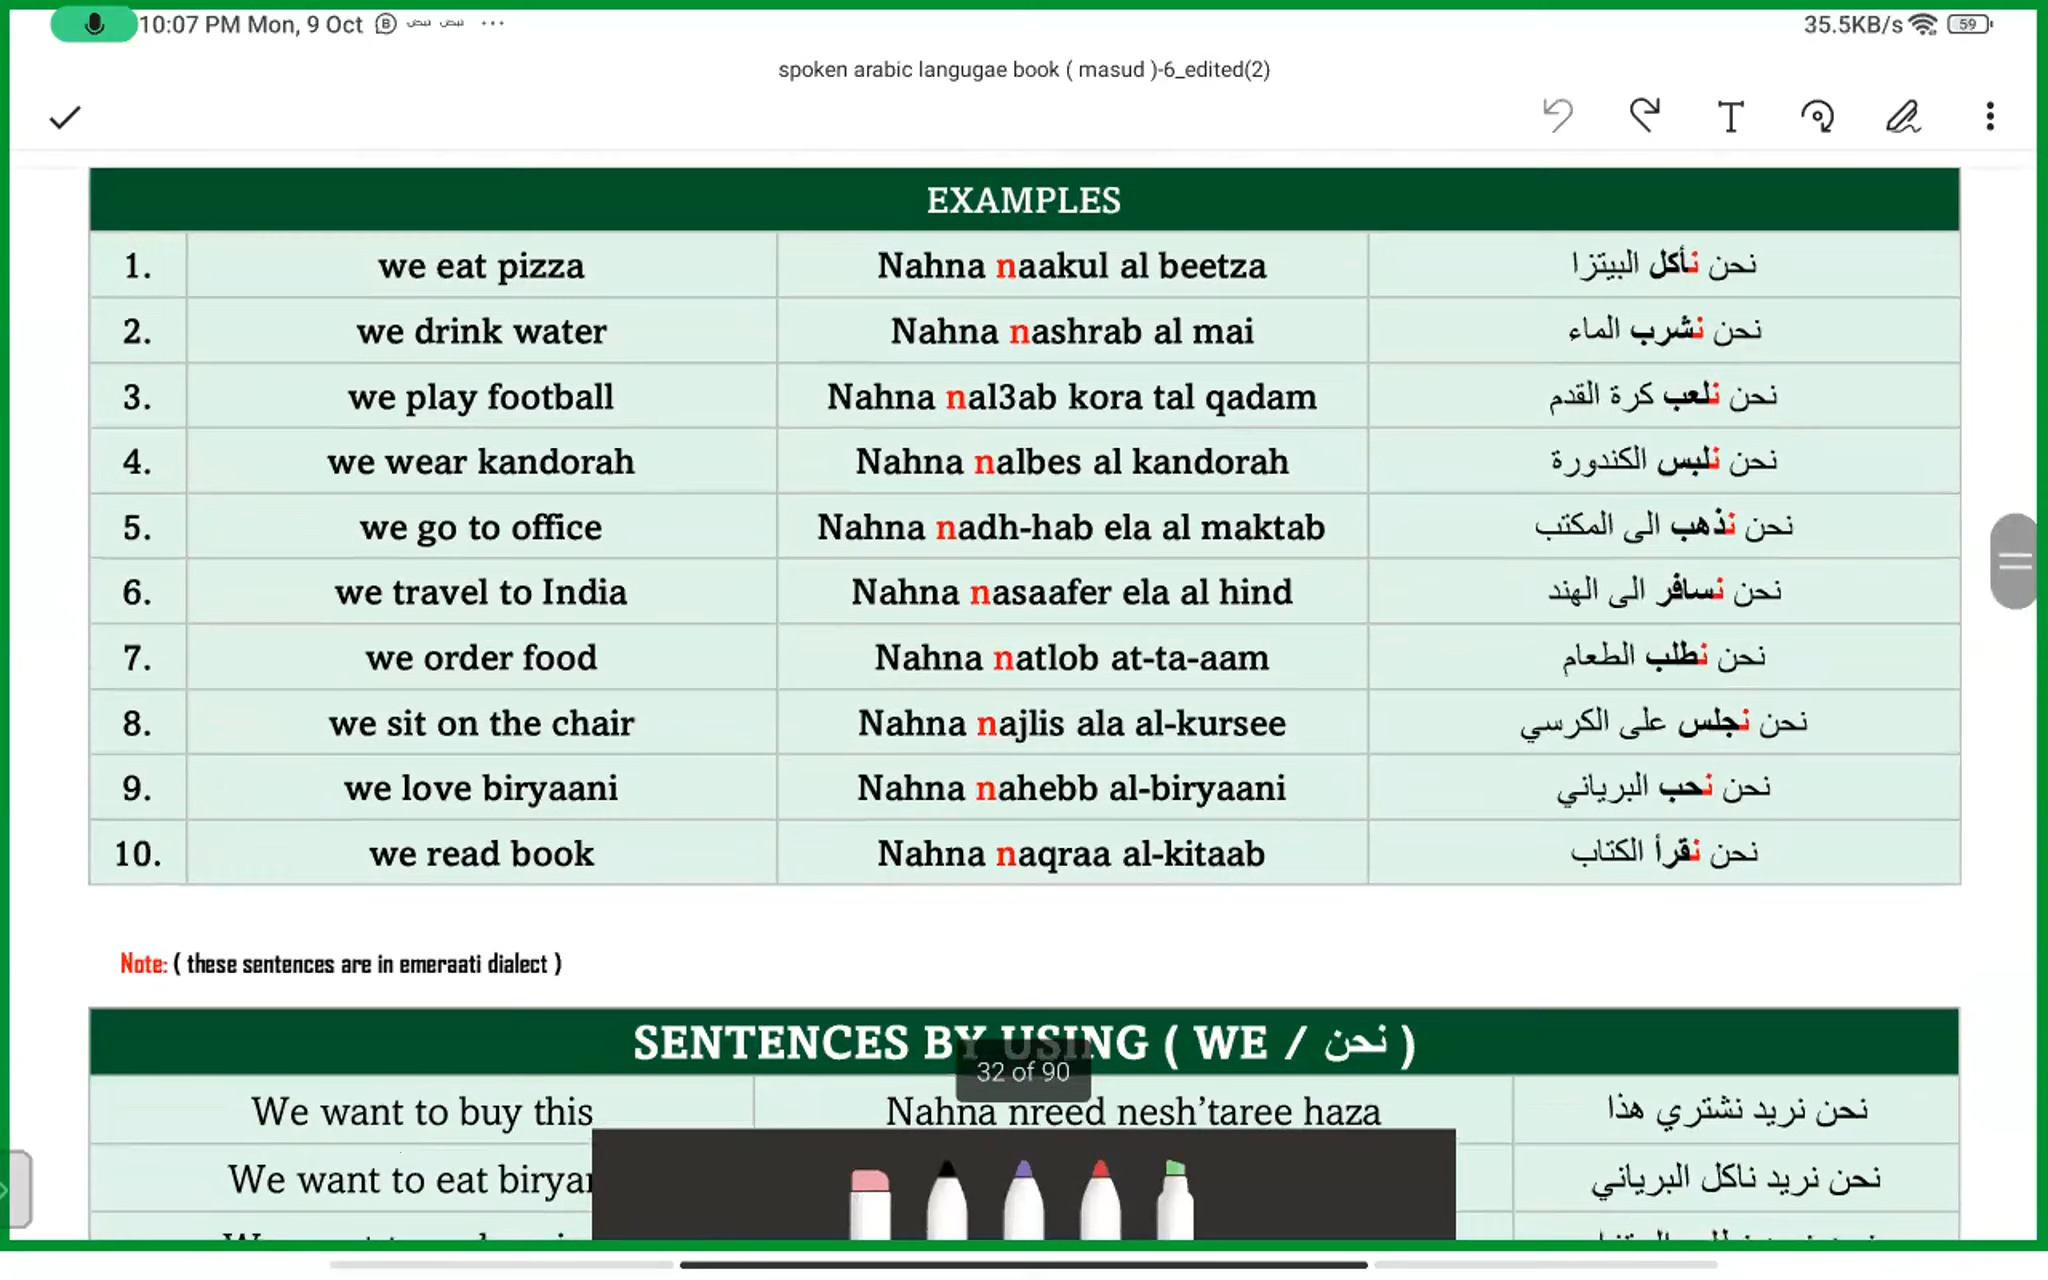 10:07 PM Mon, 9 Oct نبض نبض ... 35.5KB/s 59
spoken arabic langugae book ( masud )-6_edited(2)
T
EXAMPLES
1. we eat pizza Nahna naakul al beetza نحن نأكل البيتزا
2. we drink water Nahna nashrab al mai نحن نشرب الماء
3. we play football Nahna nal3ab kora tal qadam نحن نلعب كرة القدم
4. we wear kandorah Nahna nalbes al kandorah نحن نلبس الكندورة
5. we go to office Nahna nadh-hab ela al maktab نحن نذهب الى المكتب
6. we travel to India Nahna nasaafer ela al hind نحن نسافر الى الهند
7. we order food Nahna natlob at-ta-aam نحن نطلب الطعام
8. we sit on the chair Nahna najlis ala al-kursee نحن نجلس على الكرسي
9. we love biryaani Nahna nahebb al-biryaani نحن نحب البرياني
10. we read book Nahna naqraa al-kitaab نحن نقرأ الكتاب
Note: ( these sentences are in emeraati dialect )
SENTENCES BY USING ( WE / نحن )
32 of 90
We want to buy this Nahna nreed nesh'taree haza نحن نريد نشتري هذا
We want to eat نحن نريد ناكل البرياني